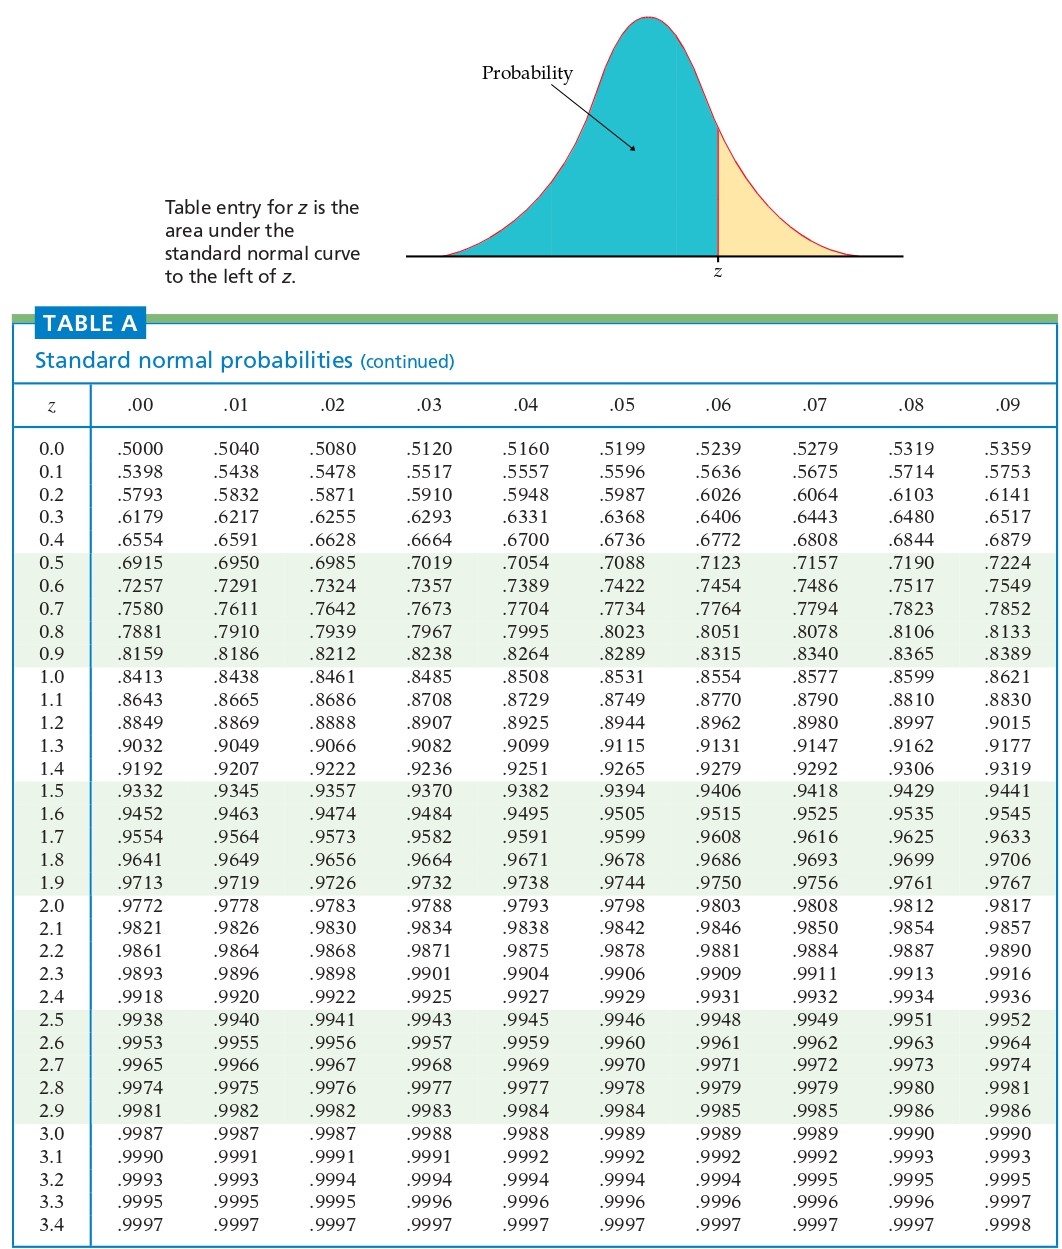 Probability
Table entry for z is the
area under the
standard normal curve
to the left of z.
z
TABLE A
Standard normal probabilities (continued)
z .00 .01 .02 .03 .04 .05 .06 .07 .08 .09
0.0 .5000 .5040 .5080 .5120 .5160 .5199 .5239 .5279 .5319 .5359
0.1 .5398 .5438 .5478 .5517 .5557 .5596 .5636 .5675 .5714 .5753
0.2 .5793 .5832 .5871 .5910 .5948 .5987 .6026 .6064 .6103 .6141
0.3 .6179 .6217 .6255 .6293 .6331 .6368 .6406 .6443 .6480 .6517
0.4 .6554 .6591 .6628 .6664 .6700 .6736 .6772 .6808 .6844 .6879
0.5 .6915 .6950 .6985 .7019 .7054 .7088 .7123 .7157 .7190 .7224
0.6 .7257 .7291 .7324 .7357 .7389 .7422 .7454 .7486 .7517 .7549
0.7 .7580 .7611 .7642 .7673 .7704 .7734 .7764 .7794 .7823 .7852
0.8 .7881 .7910 .7939 .7967 .7995 .8023 .8051 .8078 .8106 .8133
0.9 .8159 .8186 .8212 .8238 .8264 .8289 .8315 .8340 .8365 .8389
1.0 .8413 .8438 .8461 .8485 .8508 .8531 .8554 .8577 .8599 .8621
1.1 .8643 .8665 .8686 .8708 .8729 .8749 .8770 .8790 .8810 .8830
1.2 .8849 .8869 .8888 .8907 .8925 .8944 .8962 .8980 .8997 .9015
1.3 .9032 .9049 .9066 .9082 .9099 .9115 .9131 .9147 .9162 .9177
1.4 .9192 .9207 .9222 .9236 .9251 .9265 .9279 .9292 .9306 .9319
1.5 .9332 .9345 .9357 .9370 .9382 .9394 .9406 .9418 .9429 .9441
1.6 .9452 .9463 .9474 .9484 .9495 .9505 .9515 .9525 .9535 .9545
1.7 .9554 .9564 .9573 .9582 .9591 .9599 .9608 .9616 .9625 .9633
1.8 .9641 .9649 .9656 .9664 .9671 .9678 .9686 .9693 .9699 .9706
1.9 .9713 .9719 .9726 .9732 .9738 .9744 .9750 .9756 .9761 .9767
2.0 .9772 .9778 .9783 .9788 .9793 .9798 .9803 .9808 .9812 .9817
2.1 .9821 .9826 .9830 .9834 .9838 .9842 .9846 .9850 .9854 .9857
2.2 .9861 .9864 .9868 .9871 .9875 .9878 .9881 .9884 .9887 .9890
2.3 .9893 .9896 .9898 .9901 .9904 .9906 .9909 .9911 .9913 .9916
2.4 .9918 .9920 .9922 .9925 .9927 .9929 .9931 .9932 .9934 .9936
2.5 .9938 .9940 .9941 .9943 .9945 .9946 .9948 .9949 .9951 .9952
2.6 .9953 .9955 .9956 .9957 .9959 .9960 .9961 .9962 .9963 .9964
2.7 .9965 .9966 .9967 .9968 .9969 .9970 .9971 .9972 .9973 .9974
2.8 .9974 .9975 .9976 .9977 .9977 .9978 .9979 .9979 .9980 .9981
2.9 .9981 .9982 .9982 .9983 .9984 .9984 .9985 .9985 .9986 .9986
3.0 .9987 .9987 .9987 .9988 .9988 .9989 .9989 .9989 .9990 .9990
3.1 .9990 .9991 .9991 .9991 .9992 .9992 .9992 .9992 .9993 .9993
3.2 .9993 .9993 .9994 .9994 .9994 .9994 .9994 .9995 .9995 .9995
3.3 .9995 .9995 .9995 .9996 .9996 .9996 .9996 .9996 .9996 .9997
3.4 .9997 .9997 .9997 .9997 .9997 .9997 .9997 .9997 .9997 .9998